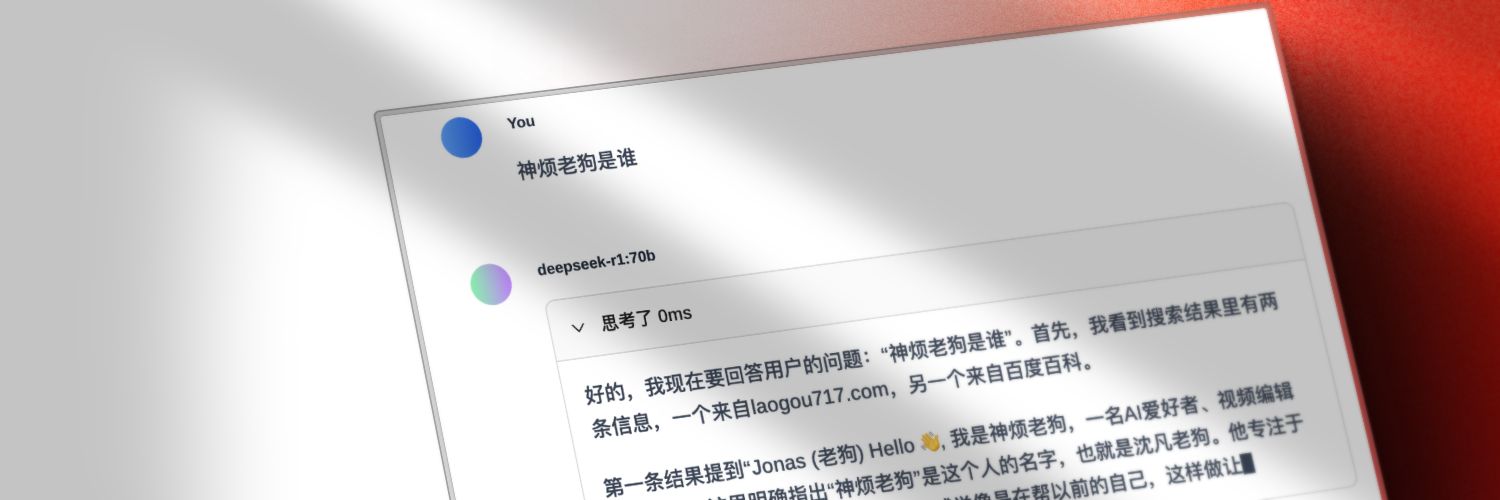 You
神烦老狗是谁
deepseek-r1:70b
思考了 0ms
好的，我现在要回答用户的问题：“神烦老狗是谁”。首先，我看到搜索结果里有两
条信息，一个来自laogou717.com，另一个来自百度百科。
第一条结果提到“Jonas (老狗) Hello 👋, 我是神烦老狗，一名AI爱好者、视频编辑
明确指出“神烦老狗”是这个人的名字，也就是沈凡老狗。他专注于
是在帮以前的自己，这样做让